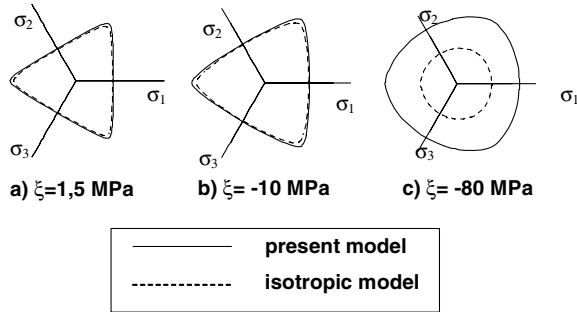 σ2
σ1
σ3
a) ξ=1,5 MPa
σ2
σ1
σ3
b) ξ= -10 MPa
σ2
σ1
σ3
c) ξ= -80 MPa
present model
isotropic model